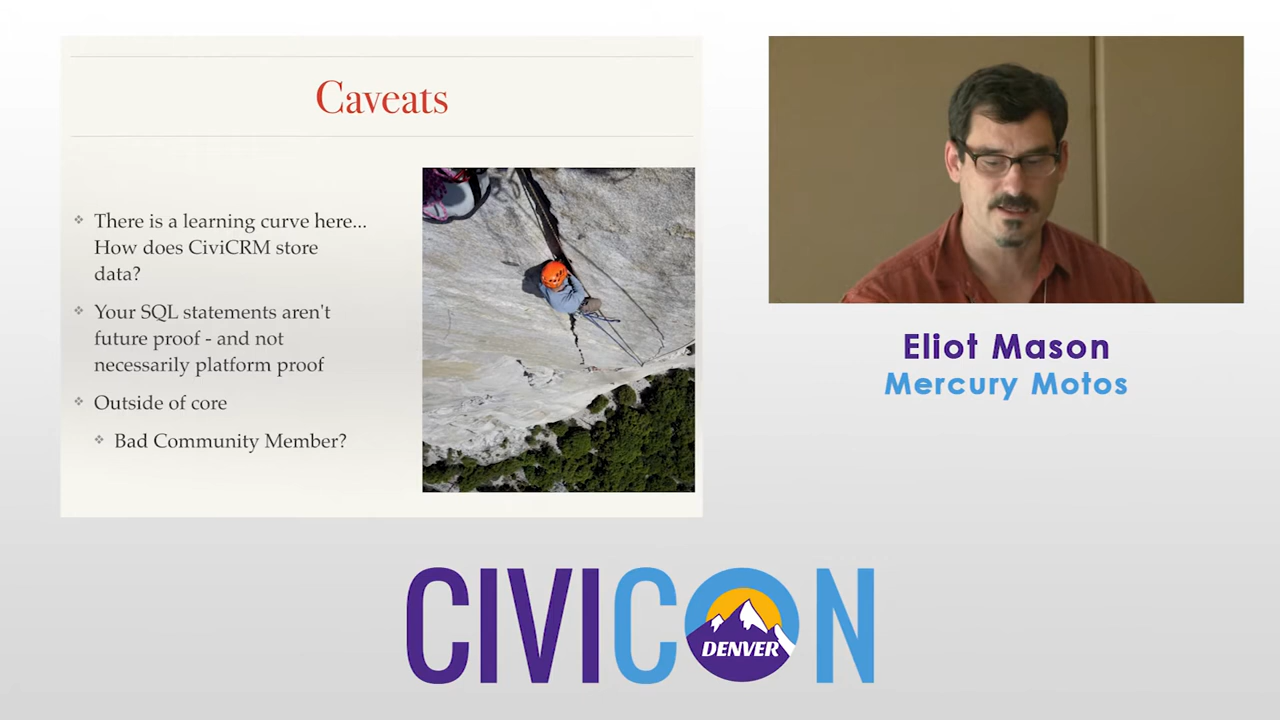 Caveats
There is a learning curve here...
How does CiviCRM store
data?
Your SQL statements aren't
future proof - and not
necessarily platform proof
Outside of core
Bad Community Member?
Eliot Mason
Mercury Motos
CIVICON
DENVER